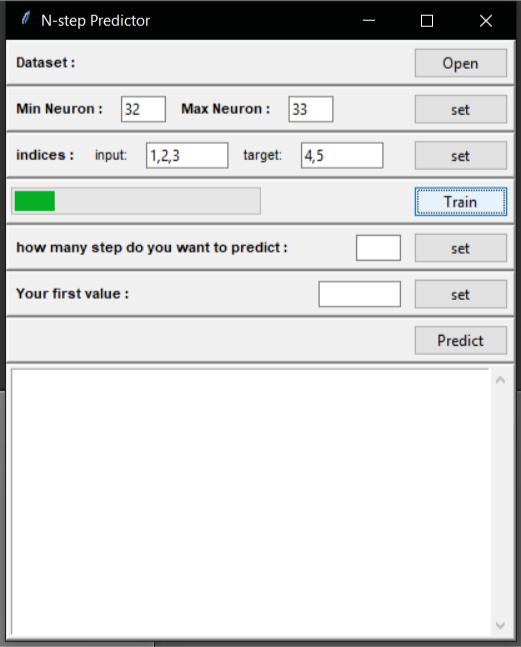 N-step Predictor
Dataset : Open
Min Neuron : 32 Max Neuron : 33 set
indices : input: 1,2,3 target: 4,5 set
Train
how many step do you want to predict : set
Your first value : set
Predict